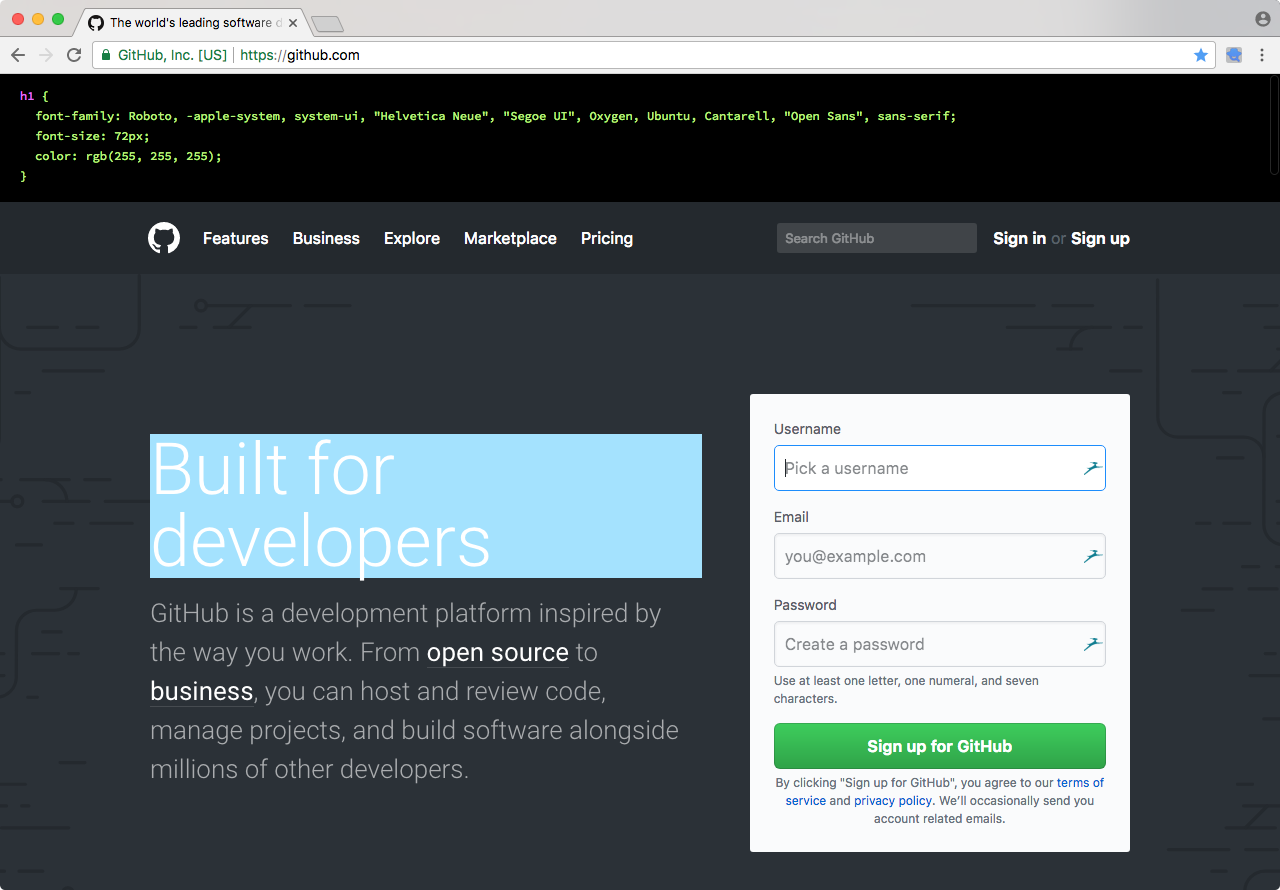 The world's leading software d
GitHub, Inc. [US] https://github.com
h1 {
font-family: Roboto, -apple-system, system-ui, "Helvetica Neue", "Segoe UI", Oxygen, Ubuntu, Cantarell, "Open Sans", sans-serif;
font-size: 72px;
color: rgb(255, 255, 255);
}
Features Business Explore Marketplace Pricing Search GitHub Sign in or Sign up
Built for
developers
GitHub is a development platform inspired by
the way you work. From open source to
business, you can host and review code,
manage projects, and build software alongside
millions of other developers.
Username
Pick a username
Email
you@example.com
Password
Create a password
Use at least one letter, one numeral, and seven
characters.
Sign up for GitHub
By clicking "Sign up for GitHub", you agree to our terms of
service and privacy policy. We’ll occasionally send you
account related emails.